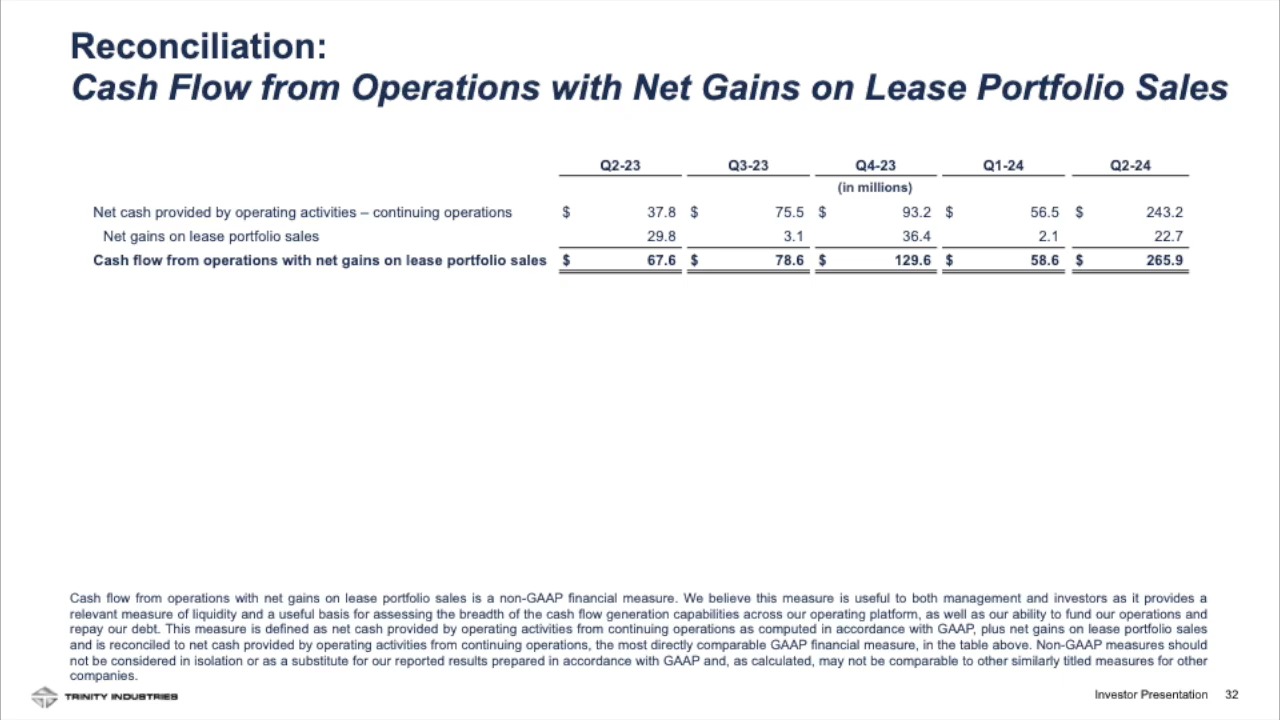 Reconciliation:
Cash Flow from Operations with Net Gains on Lease Portfolio Sales
Q2-23 Q3-23 Q4-23 Q1-24 Q2-24
(in millions)
Net cash provided by operating activities – continuing operations $ 37.8 $ 75.5 $ 93.2 $ 56.5 $ 243.2
Net gains on lease portfolio sales 29.8 3.1 36.4 2.1 22.7
Cash flow from operations with net gains on lease portfolio sales $ 67.6 $ 78.6 $ 129.6 $ 58.6 $ 265.9
Cash flow from operations with net gains on lease portfolio sales is a non-GAAP financial measure. We believe this measure is useful to both management and investors as it provides a
relevant measure of liquidity and a useful basis for assessing the breadth of the cash flow generation capabilities across our operating platform, as well as our ability to fund our operations and
repay our debt. This measure is defined as net cash provided by operating activities from continuing operations as computed in accordance with GAAP, plus net gains on lease portfolio sales
and is reconciled to net cash provided by operating activities from continuing operations, the most directly comparable GAAP financial measure, in the table above. Non-GAAP measures should
not be considered in isolation or as a substitute for our reported results prepared in accordance with GAAP and, as calculated, may not be comparable to other similarly titled measures for other
companies.
TRINITY INDUSTRIES
Investor Presentation 32